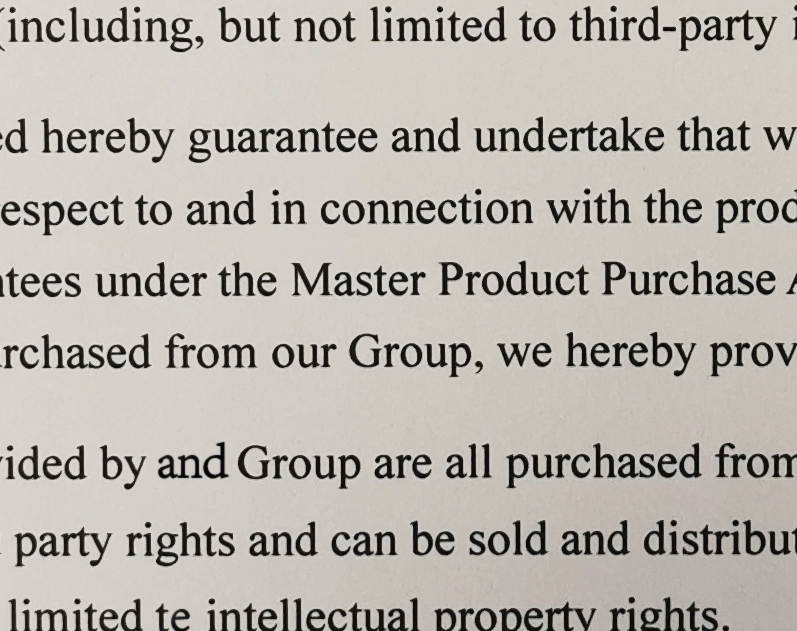 (including, but not limited to third-party i
ed hereby guarantee and undertake that w
respect to and in connection with the prod
ntees under the Master Product Purchase A
urchased from our Group, we hereby prov
vided by and Group are all purchased from
party rights and can be sold and distribut
limited te intellectual property rights.